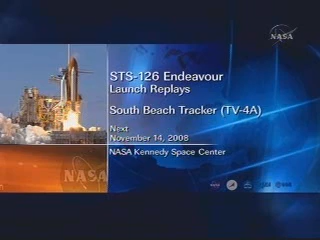 NASA
STS-126 Endeavour
Launch Replays
South Beach Tracker (TV-4A)
Next
November 14, 2008
NASA Kennedy Space Center
NASA